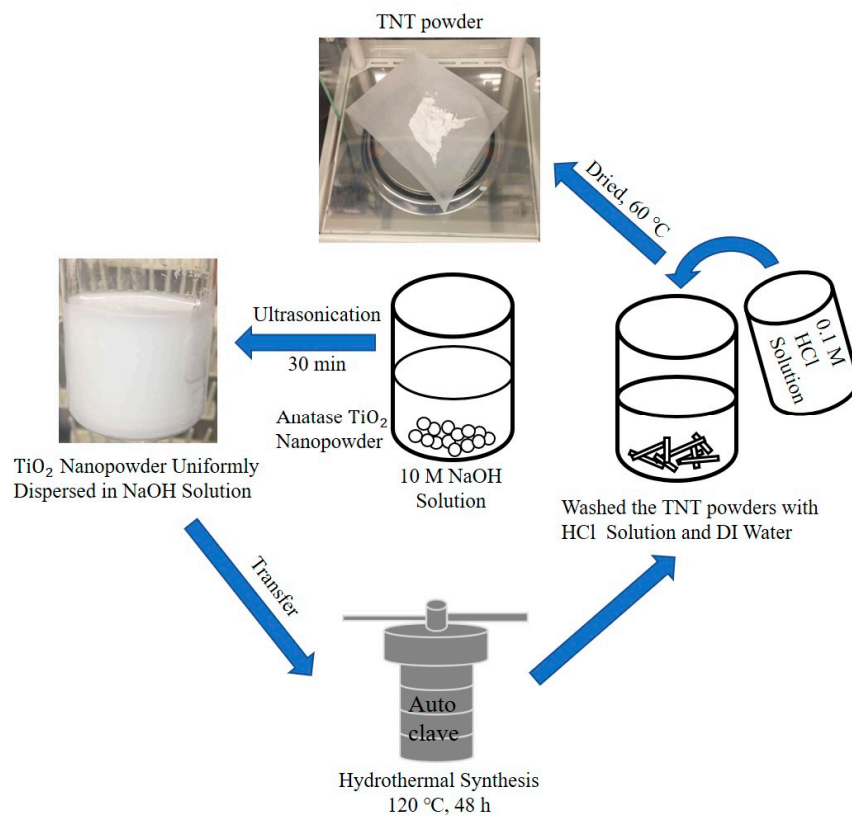 TNT powder
Dried, 60 °C
Ultrasonication
30 min
0.1 M
HCl
Solution
Anatase TiO₂
Nanopowder
10 M NaOH
Solution
TiO₂ Nanopowder Uniformly
Dispersed in NaOH Solution
Washed the TNT powders with
HCl Solution and DI Water
Transfer
Auto
clave
Hydrothermal Synthesis
120 °C, 48 h